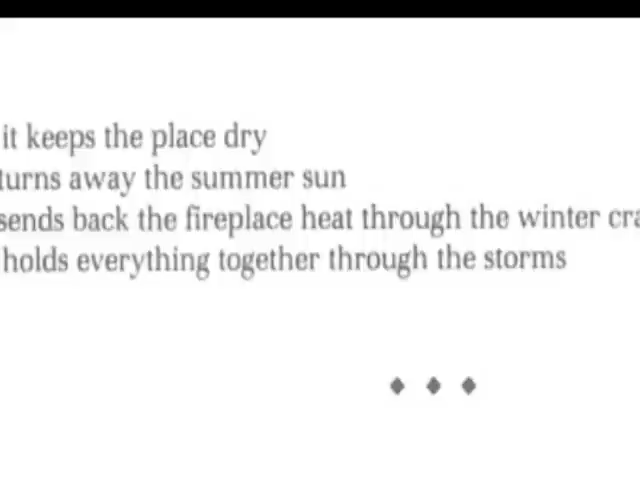 it keeps the place dry
turns away the summer sun
sends back the fireplace heat through the winter
holds everything together through the storms